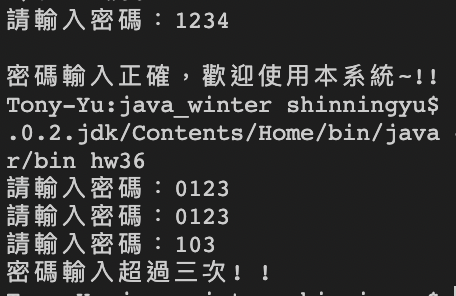 請輸入密碼：1234
密碼輸入正確，歡迎使用本系統~!!
Tony-Yu:java_winter shinningyu$
.0.2.jdk/Contents/Home/bin/java
r/bin hw36
請輸入密碼：0123
請輸入密碼：0123
請輸入密碼：103
密碼輸入超過三次！！